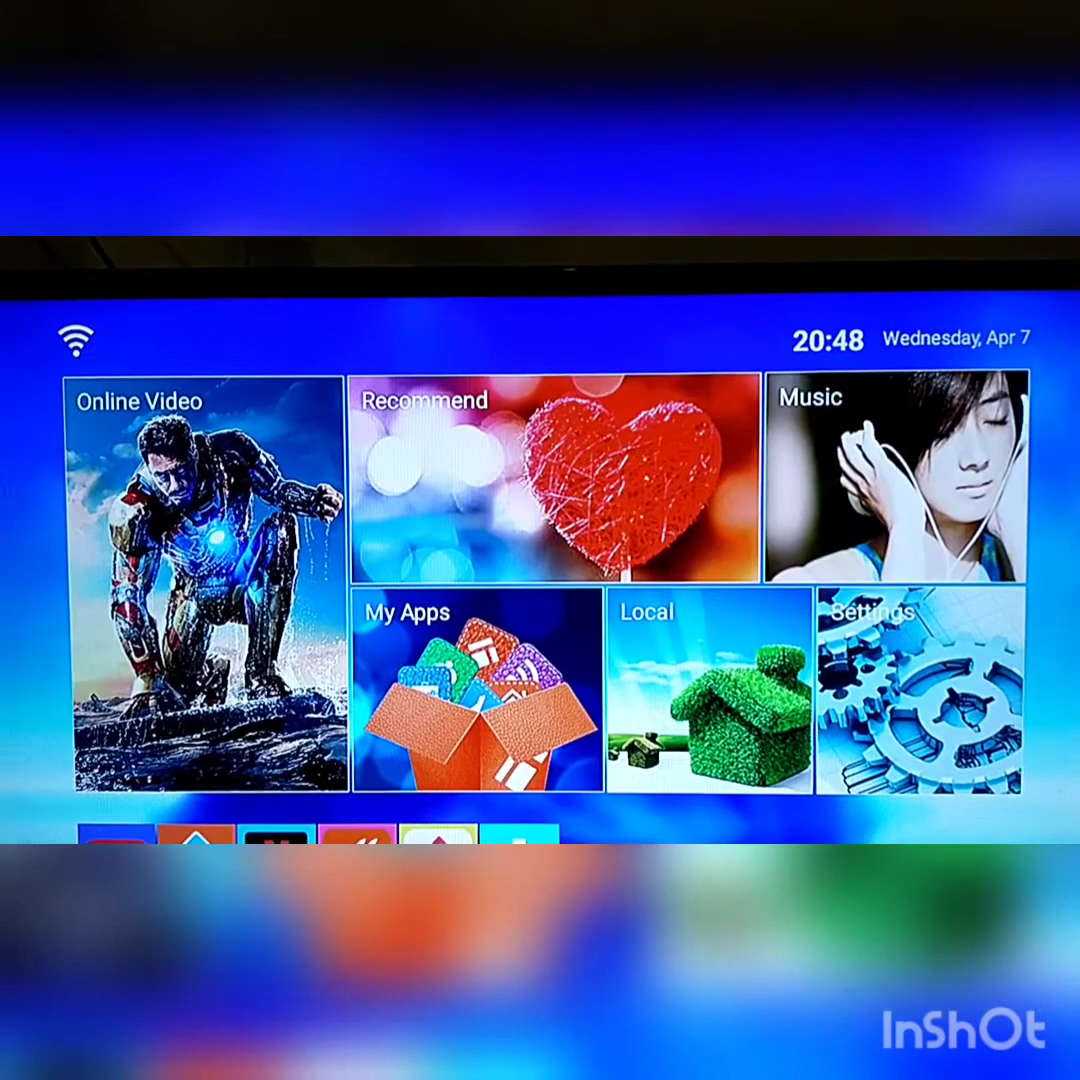 20:48 Wednesday, Apr 7
Online Video
Recommend
Music
My Apps
Local
Settings
InShOt